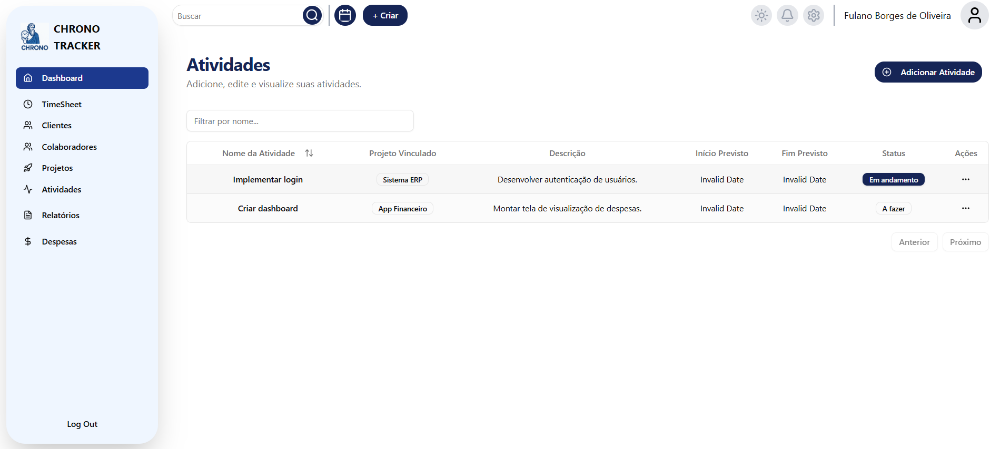 CHRONO
CHRONO
TRACKER
Dashboard
TimeSheet
Clientes
Colaboradores
Projetos
Atividades
Relatórios
Despesas
Log Out
Buscar
+ Criar
Fulano Borges de Oliveira
Atividades
Adicione, edite e visualize suas atividades.
Adicionar Atividade
Filtrar por nome...
Nome da Atividade Projeto Vinculado Descrição Início Previsto Fim Previsto Status Ações
Implementar login Sistema ERP Desenvolver autenticação de usuários. Invalid Date Invalid Date Em andamento ...
Criar dashboard App Financeiro Montar tela de visualização de despesas. Invalid Date Invalid Date A fazer ...
Anterior Próximo